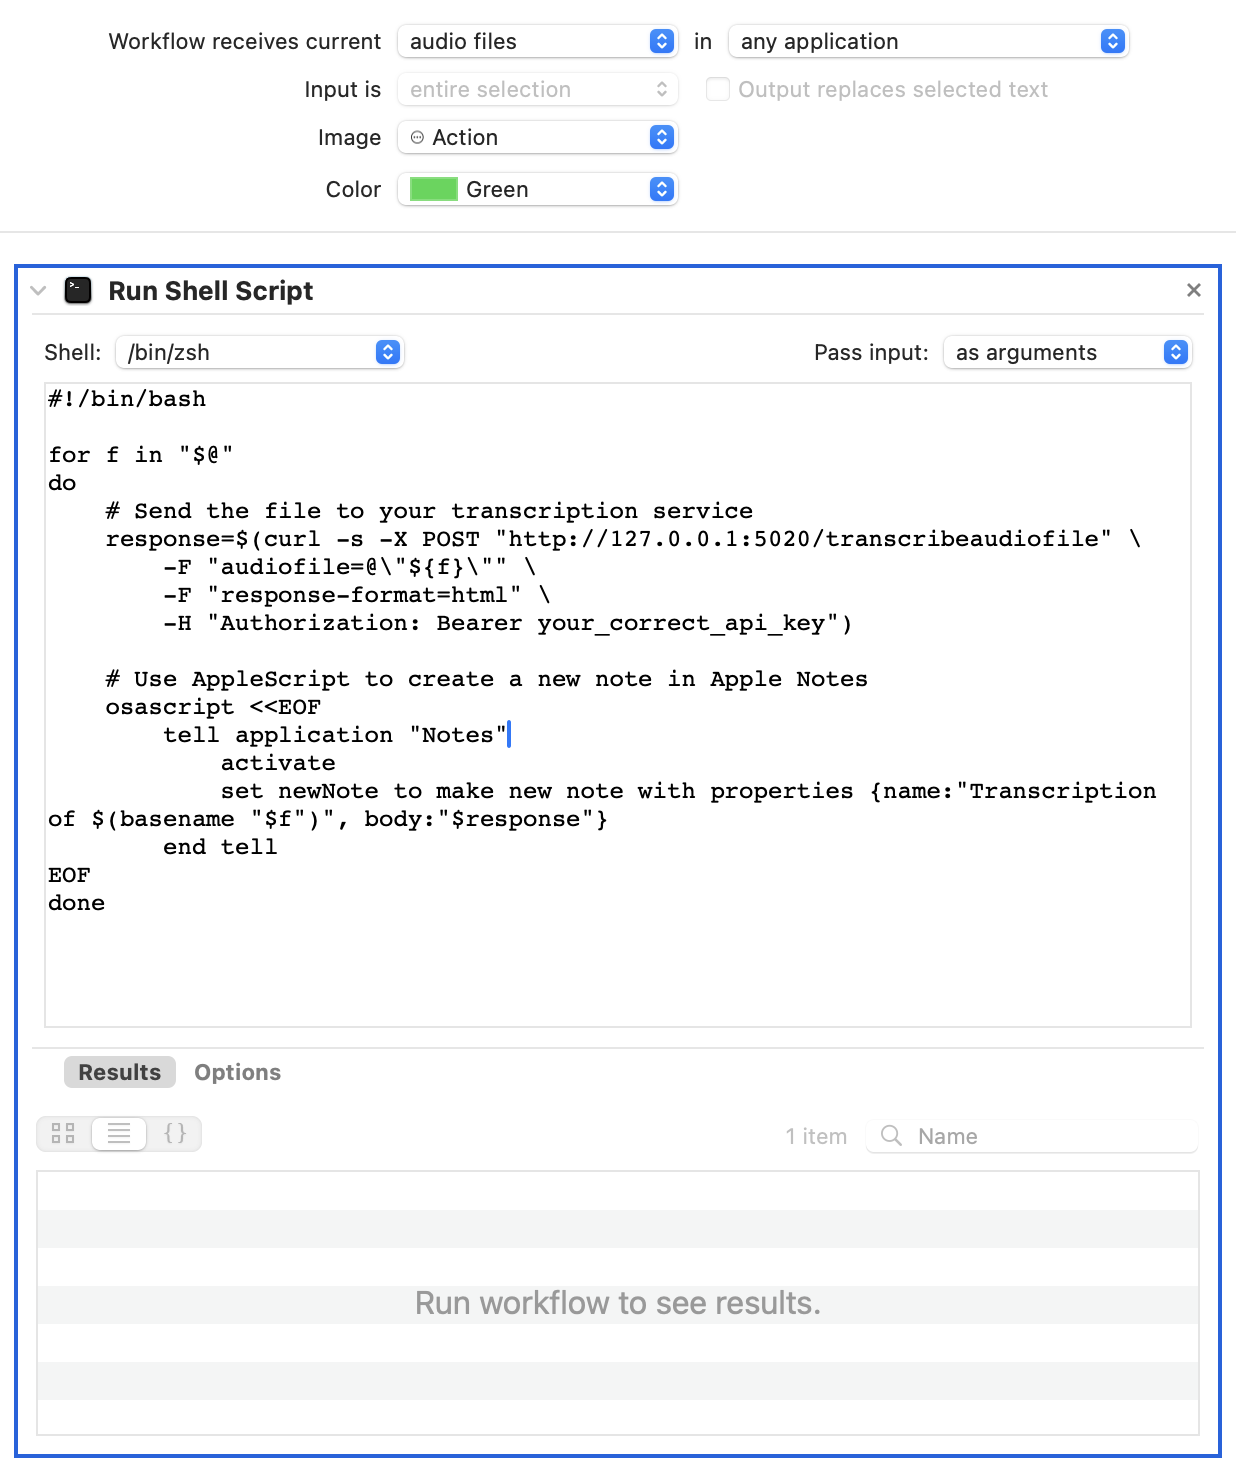 Workflow receives current audio files in any application
Input is entire selection Output replaces selected text
Image Action
Color Green
Run Shell Script
Shell: /bin/zsh Pass input: as arguments
#!/bin/bash
for f in "$@"
do
    # Send the file to your transcription service
    response=$(curl -s -X POST "http://127.0.0.1:5020/transcribeaudiofile" \
        -F "audiofile=@\"${f}\"" \
        -F "response-format=html" \
        -H "Authorization: Bearer your_correct_api_key")
    # Use AppleScript to create a new note in Apple Notes
    osascript <<EOF
        tell application "Notes"
            activate
            set newNote to make new note with properties {name:"Transcription
of $(basename "$f")", body:"$response"}
        end tell
EOF
done
Results Options
{} 1 item Name
Run workflow to see results.